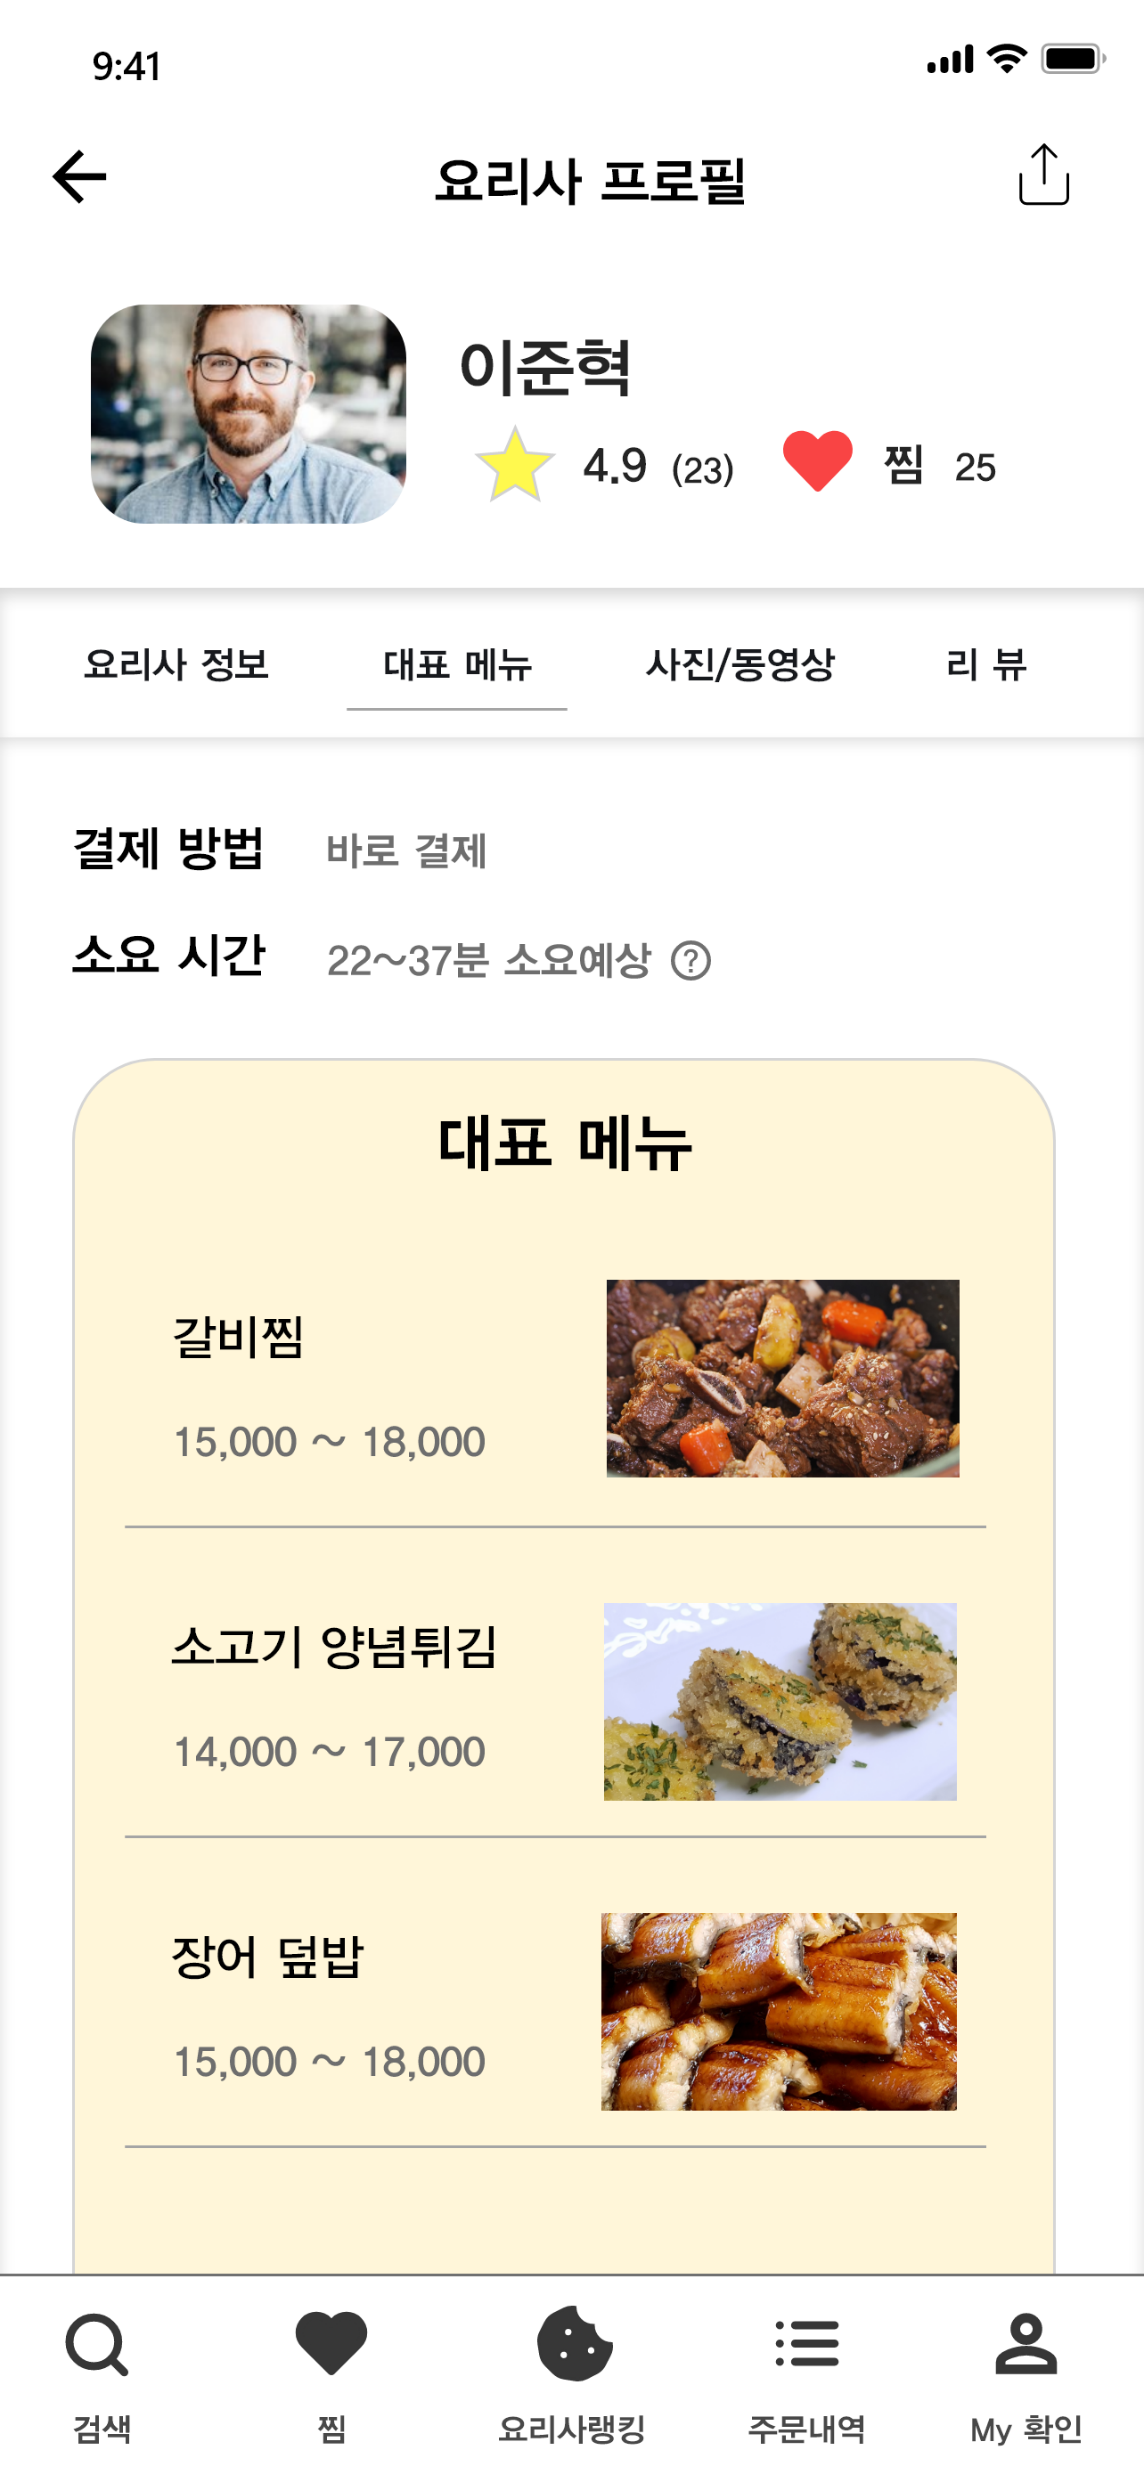 9:41
요리사 프로필
이준혁
4.9 (23) 찜 25
요리사 정보 대표 메뉴 사진/동영상 리 뷰
결제 방법 바로 결제
소요 시간 22~37분 소요예상 ?
대표 메뉴
갈비찜
15,000 ~ 18,000
소고기 양념튀김
14,000 ~ 17,000
장어 덮밥
15,000 ~ 18,000
검색 찜 요리사랭킹 주문내역 My 확인